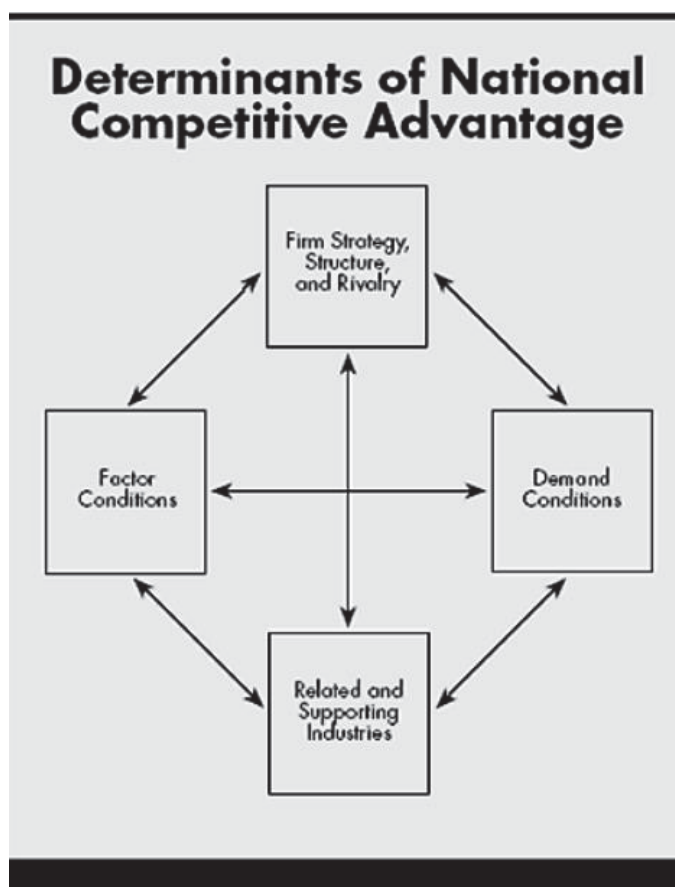 Determinants of National
Competitive Advantage
Firm Strategy,
Structure,
and Rivalry
Factor
Conditions
Demand
Conditions
Related and
Supporting
Industries